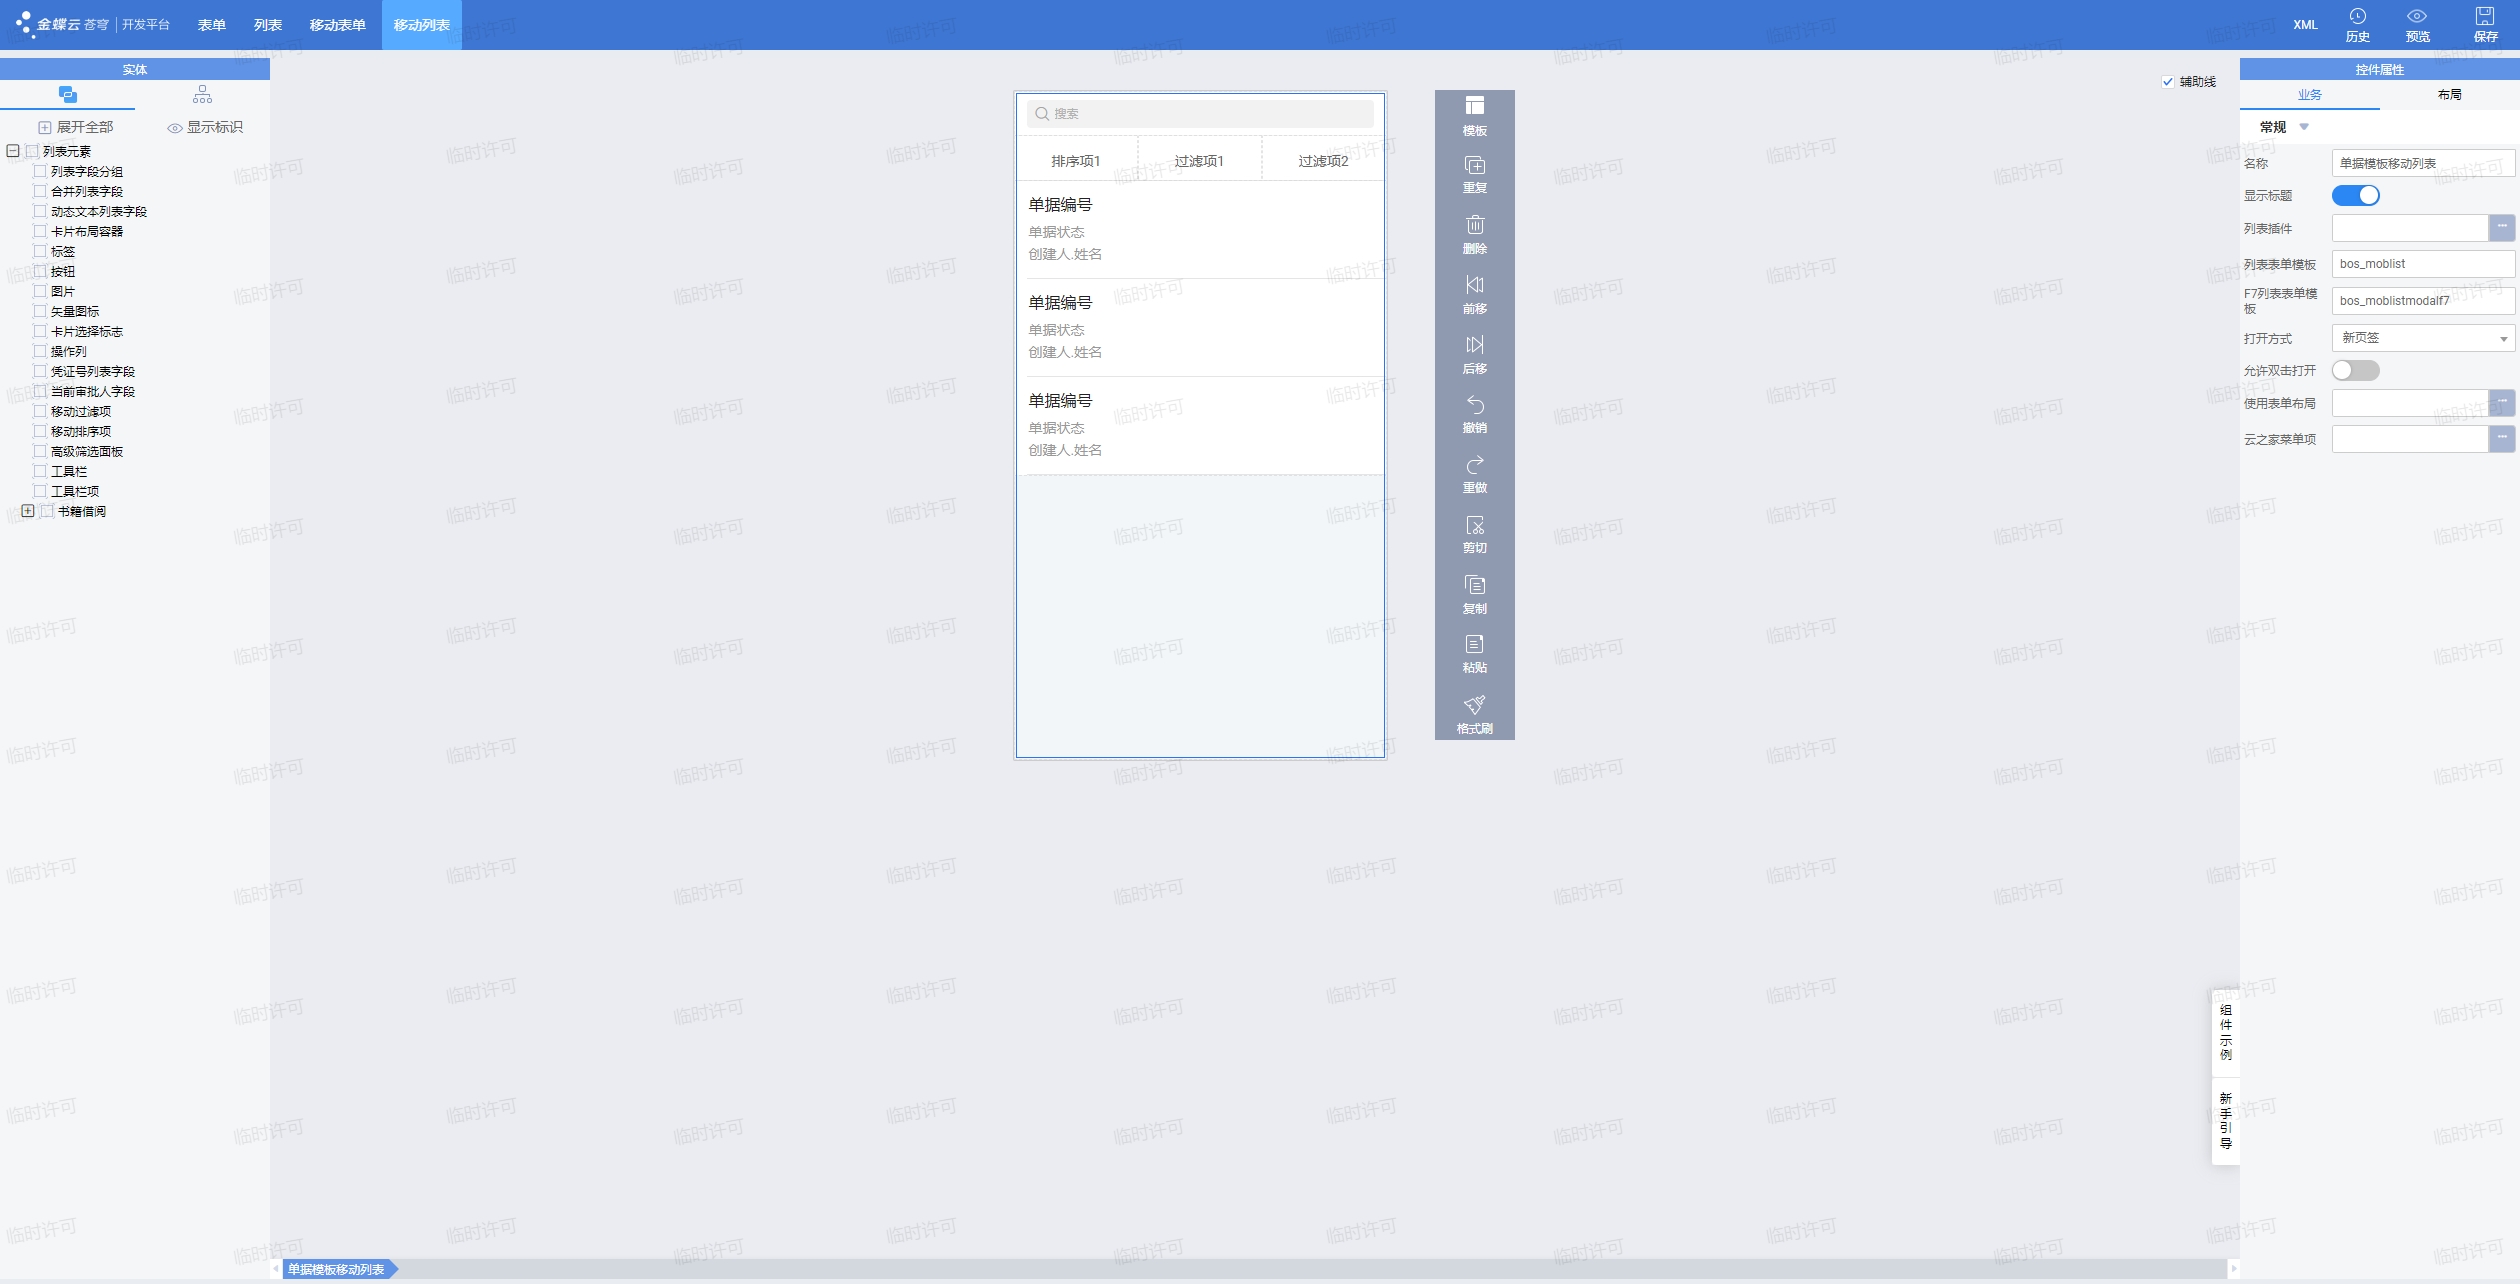 金蝶云 苍穹 | 开发平台
表单
列表
移动表单
移动列表
XML
历史
预览
保存
实体
展开全部
显示标识
列表元素
列表字段分组
合并列表字段
动态文本列表字段
卡片布局容器
标签
按钮
图片
矢量图标
卡片选择标志
操作列
凭证号列表字段
当前审批人字段
移动过滤项
移动排序项
高级筛选面板
工具栏
工具栏项
书籍借阅
搜索
排序项1
过滤项1
过滤项2
单据编号
单据状态
创建人.姓名
单据编号
单据状态
创建人.姓名
单据编号
单据状态
创建人.姓名
模板
重复
删除
前移
后移
撤销
重做
剪切
复制
粘贴
格式刷
辅助线
控件属性
业务
布局
常规
名称
单据模板移动列表
显示标题
列表插件
列表表单模板
bos_moblist
F7列表表单模板
bos_moblistmodalf7
打开方式
新页签
允许双击打开
使用表单布局
云之家菜单项
组件示例
新手引导
单据模板移动列表
临时许可